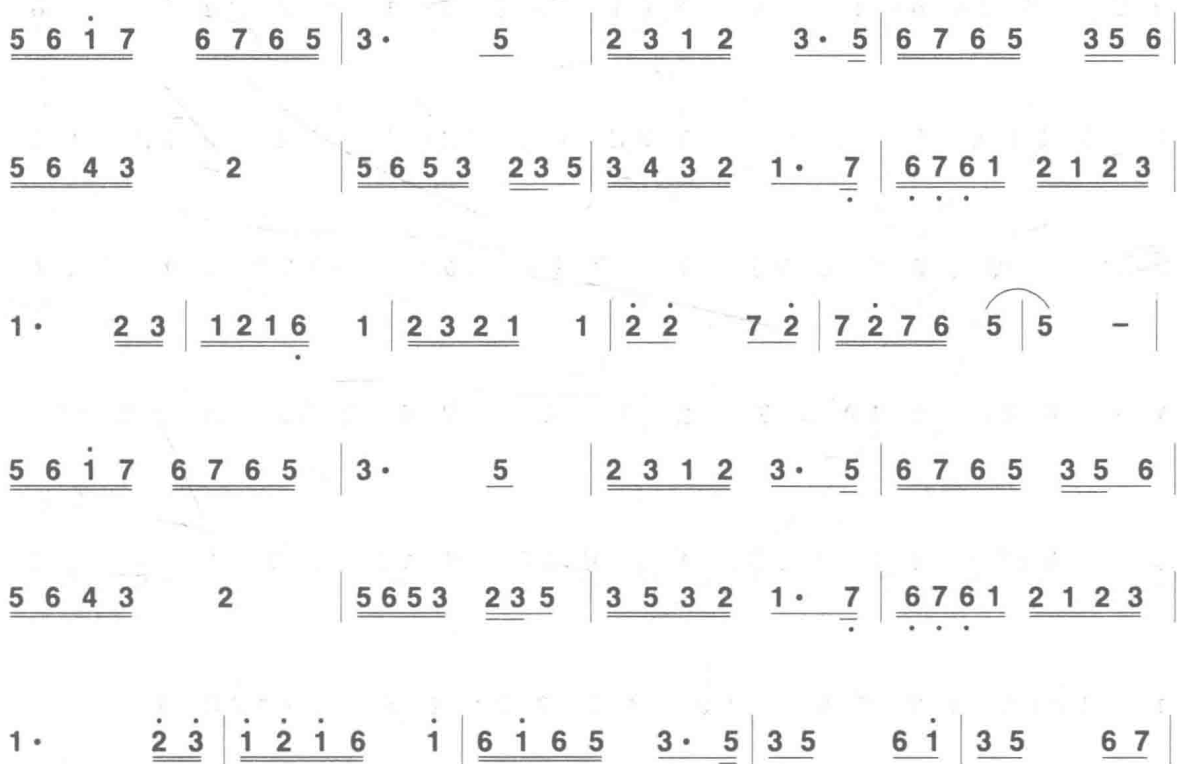 5 6 i̇ 7 6 7 6 5 | 3 · 5 | 2 3 1 2 3 · 5 | 6 7 6 5 3 5 6 |
5 6 4 3 2 | 5 6 5 3 2 3 5 | 3 4 3 2 1 · 7̣ | 6̣ 7̣ 6̣ 1 2 1 2 3 |
1 · 2 3 | 1 2 1 6̣ 1 | 2 3 2 1 1 | 2̇ 2̇ 7 2̇ | 7 2̇ 7 6 5 | 5 – |
5 6 i̇ 7 6 7 6 5 | 3 · 5 | 2 3 1 2 3 · 5 | 6 7 6 5 3 5 6 |
5 6 4 3 2 | 5 6 5 3 2 3 5 | 3 5 3 2 1 · 7̣ | 6̣ 7̣ 6̣ 1 2 1 2 3 |
1 · 2̇ 3̇ | i̇ 2̇ i̇ 6 i̇ | 6 i̇ 6 5 3 · 5 | 3 5 6 i̇ | 3 5 6 7 |